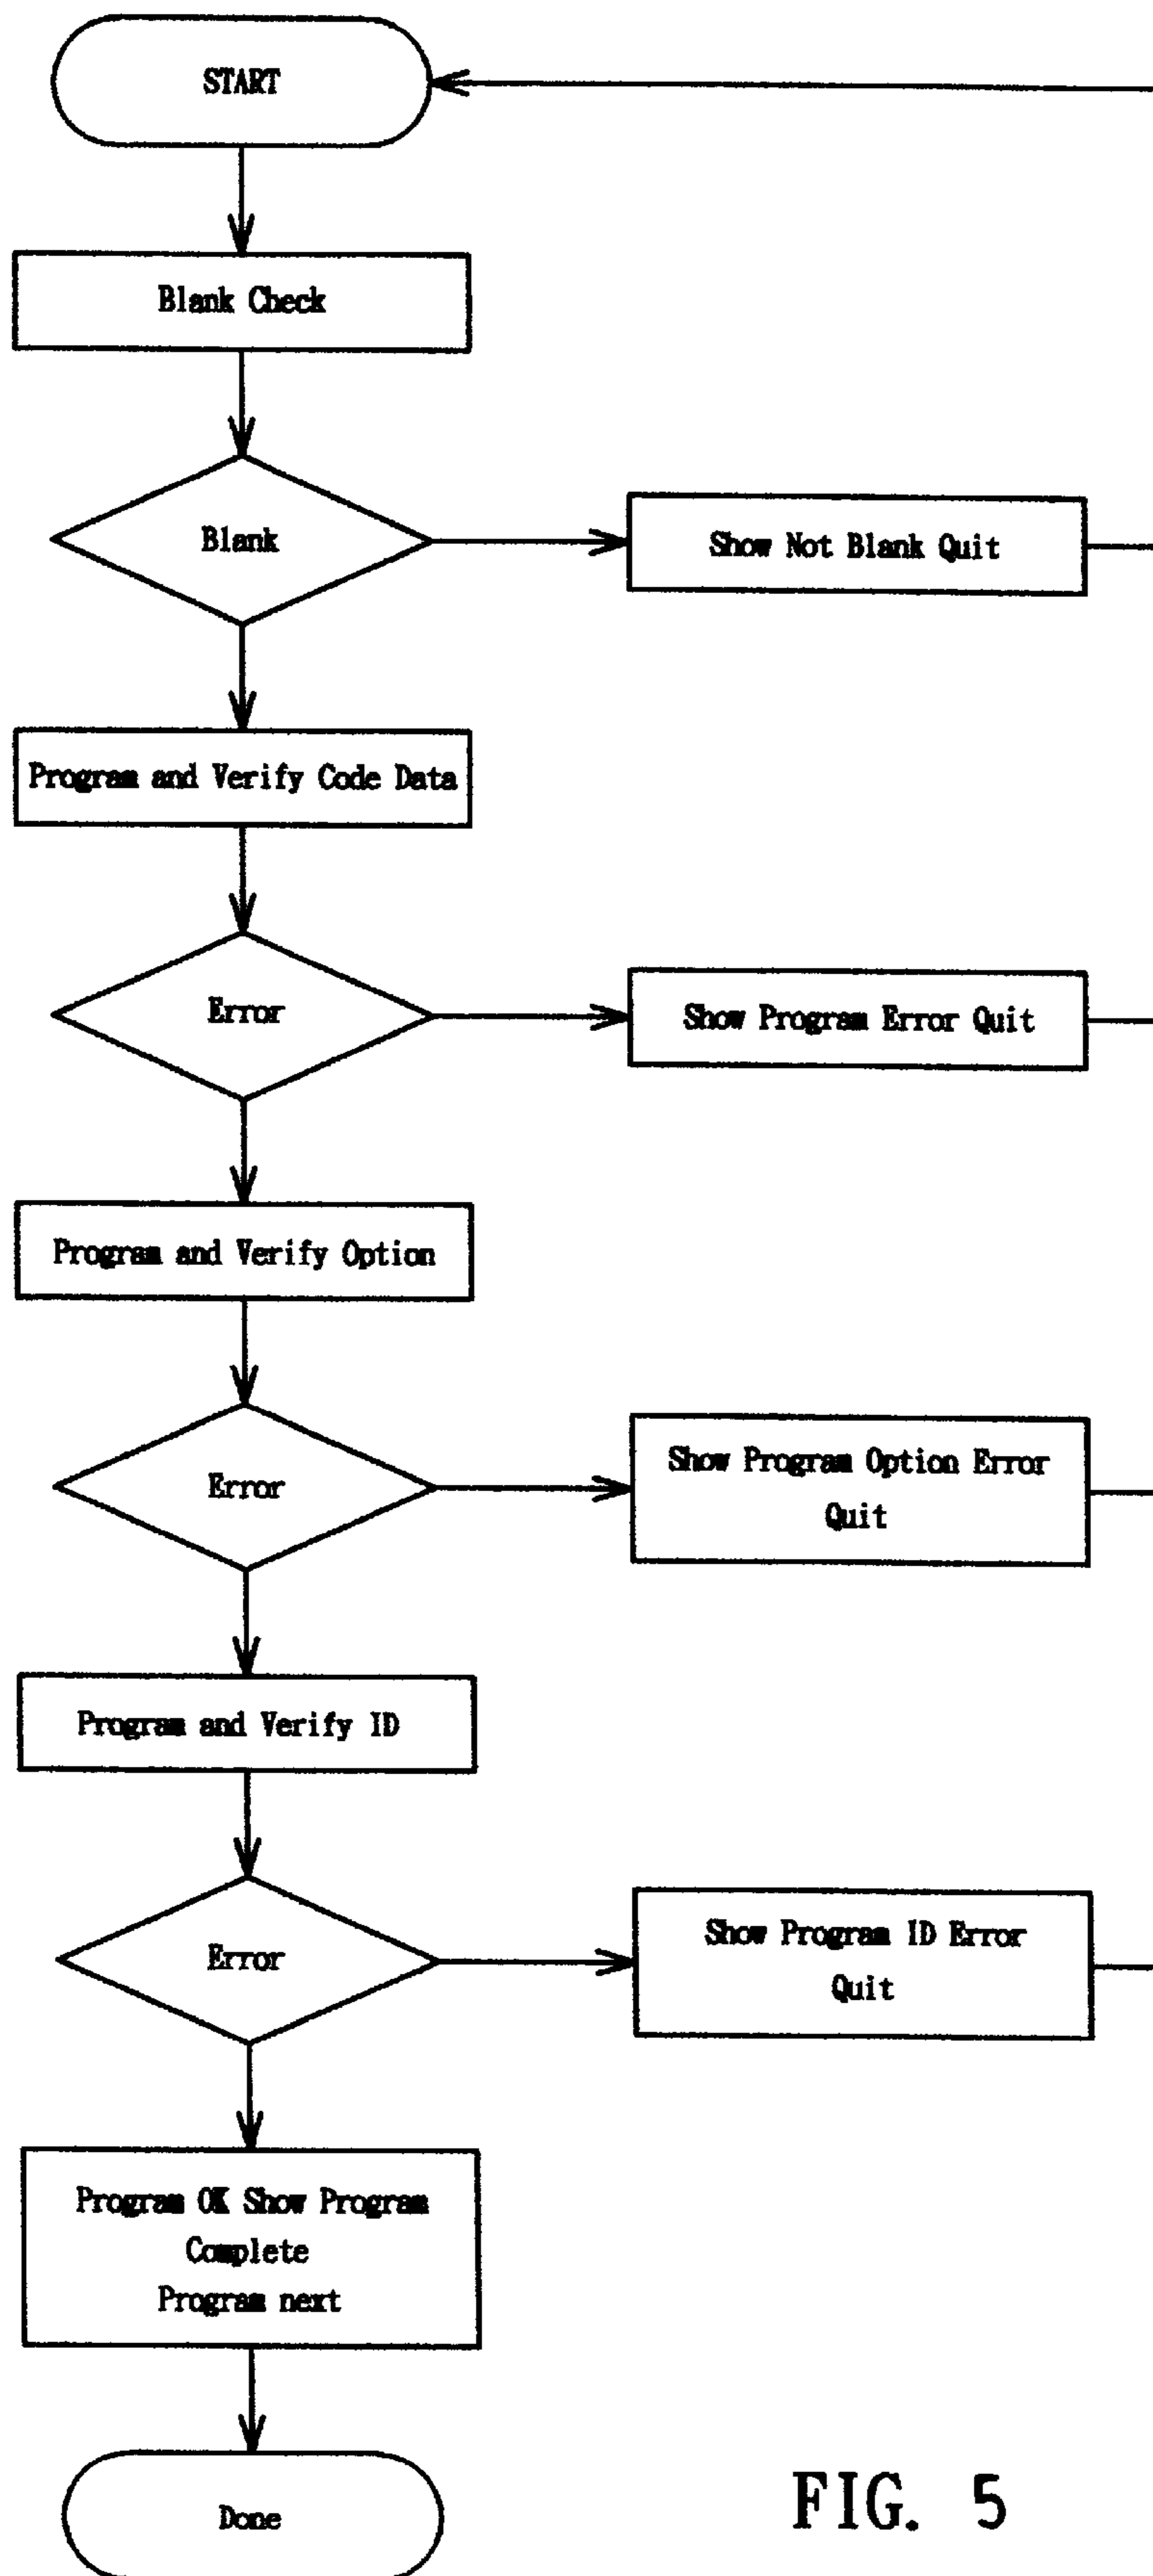 START
Blank Check
Blank
Show Not Blank Quit
Program and Verify Code Data
Error
Show Program Error Quit
Program and Verify Option
Error
Show Program Option Error
Quit
Program and Verify ID
Error
Show Program ID Error
Quit
Program OK Show Program
Complete
Program next
Done
FIG. 5